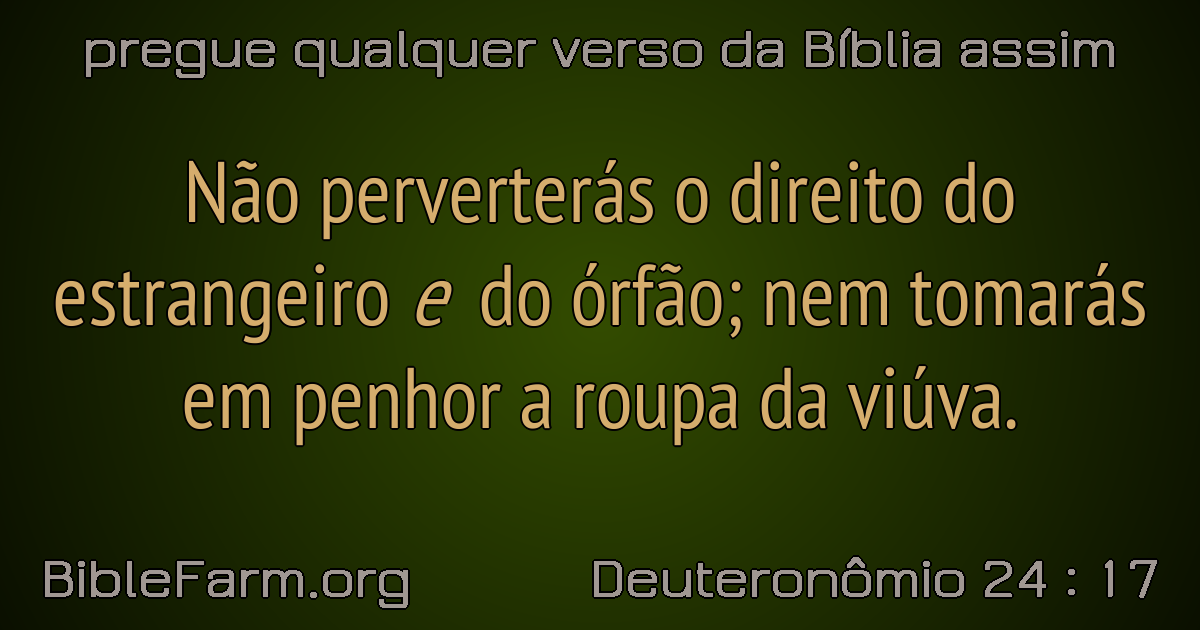 pregue qualquer verso da Bíblia assim
Não perverterás o direito do
estrangeiro e do órfão; nem tomarás
em penhor a roupa da viúva.
BibleFarm.org
Deuteronômio 24 : 17